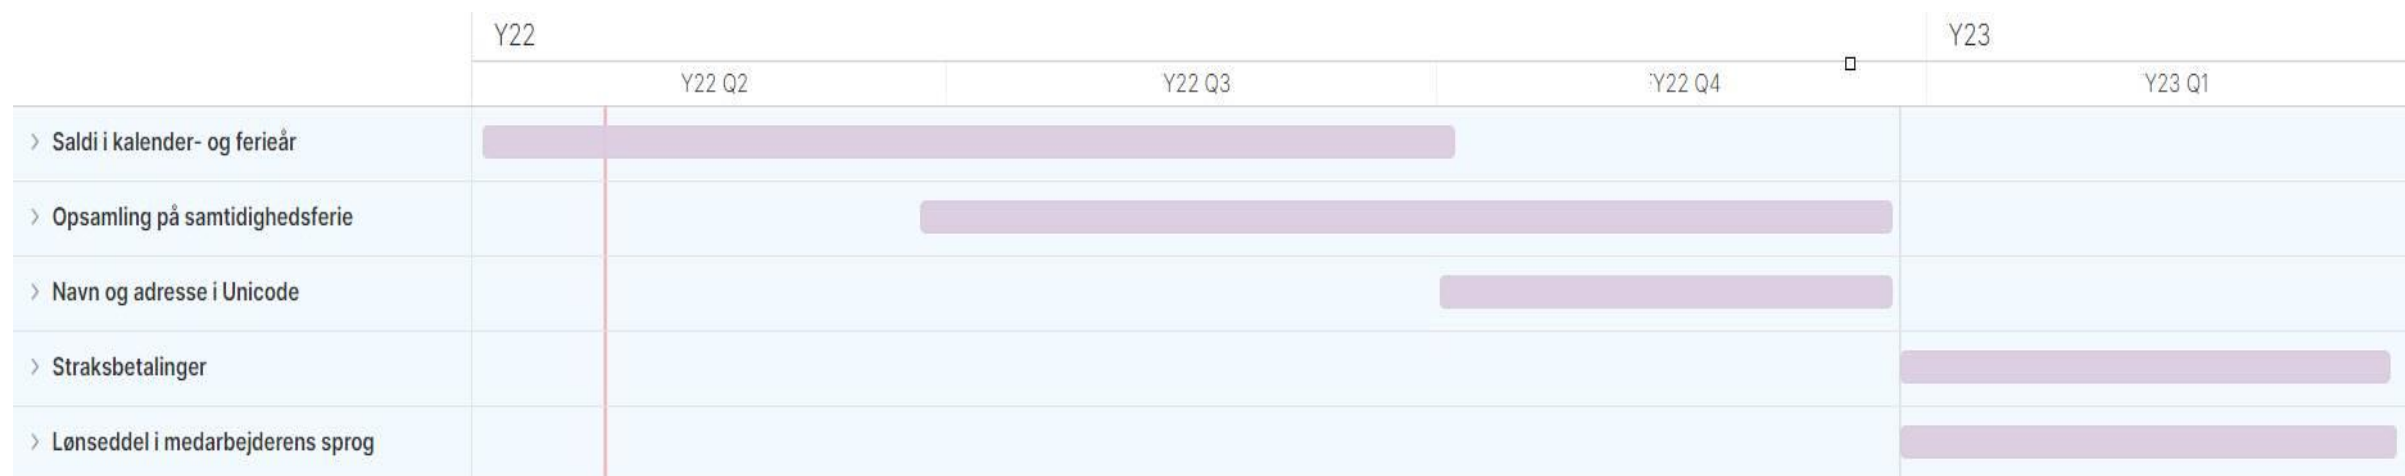 Y22 Y23
Y22 Q2 Y22 Q3 Y22 Q4 Y23 Q1
Saldi i kalender- og ferieår
Opsamling på samtidighedsferie
Navn og adresse i Unicode
Straksbetalinger
Lønseddel i medarbejderens sprog